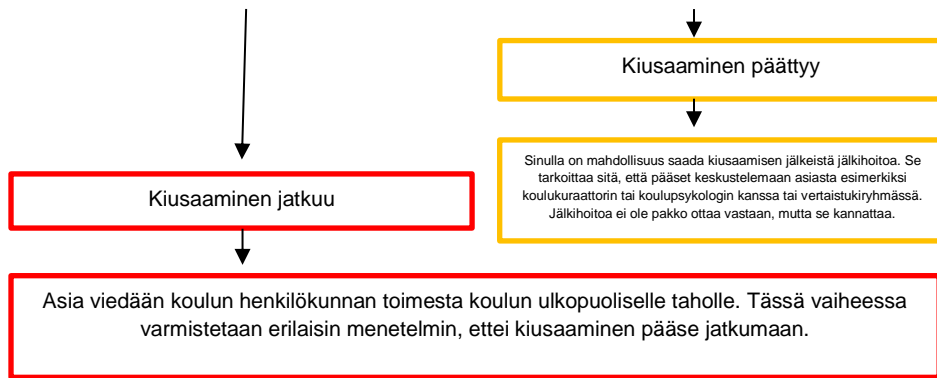 Kiusaaminen päättyy
Sinulla on mahdollisuus saada kiusaamisen jälkeistä jälkihoitoa. Se
tarkoittaa sitä, että pääset keskustelemaan asiasta esimerkiksi
koulukuraattorin tai koulupsykologin kanssa tai vertaistukiryhmässä.
Jälkihoitoa ei ole pakko ottaa vastaan, mutta se kannattaa.
Kiusaaminen jatkuu
Asia viedään koulun henkilökunnan toimesta koulun ulkopuoliselle taholle. Tässä vaiheessa
varmistetaan erilaisin menetelmin, ettei kiusaaminen pääse jatkumaan.